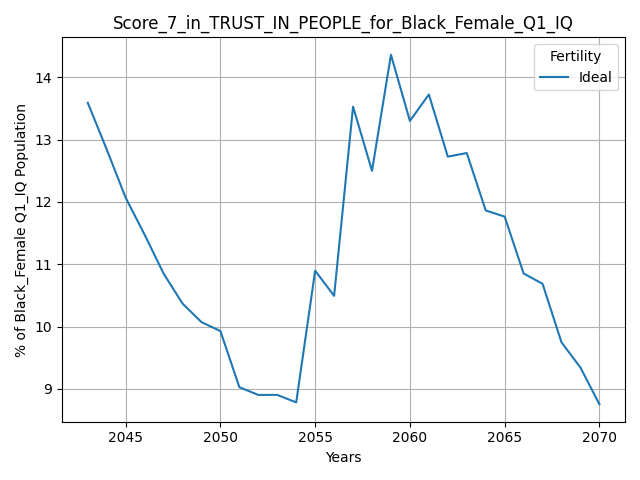 Score_7_in_TRUST_IN_PEOPLE_for_Black_Female_Q1_IQ
Fertility
Ideal
% of Black_Female Q1_IQ Population
14
13
12
11
10
9
2045 2050 2055 2060 2065 2070
Years